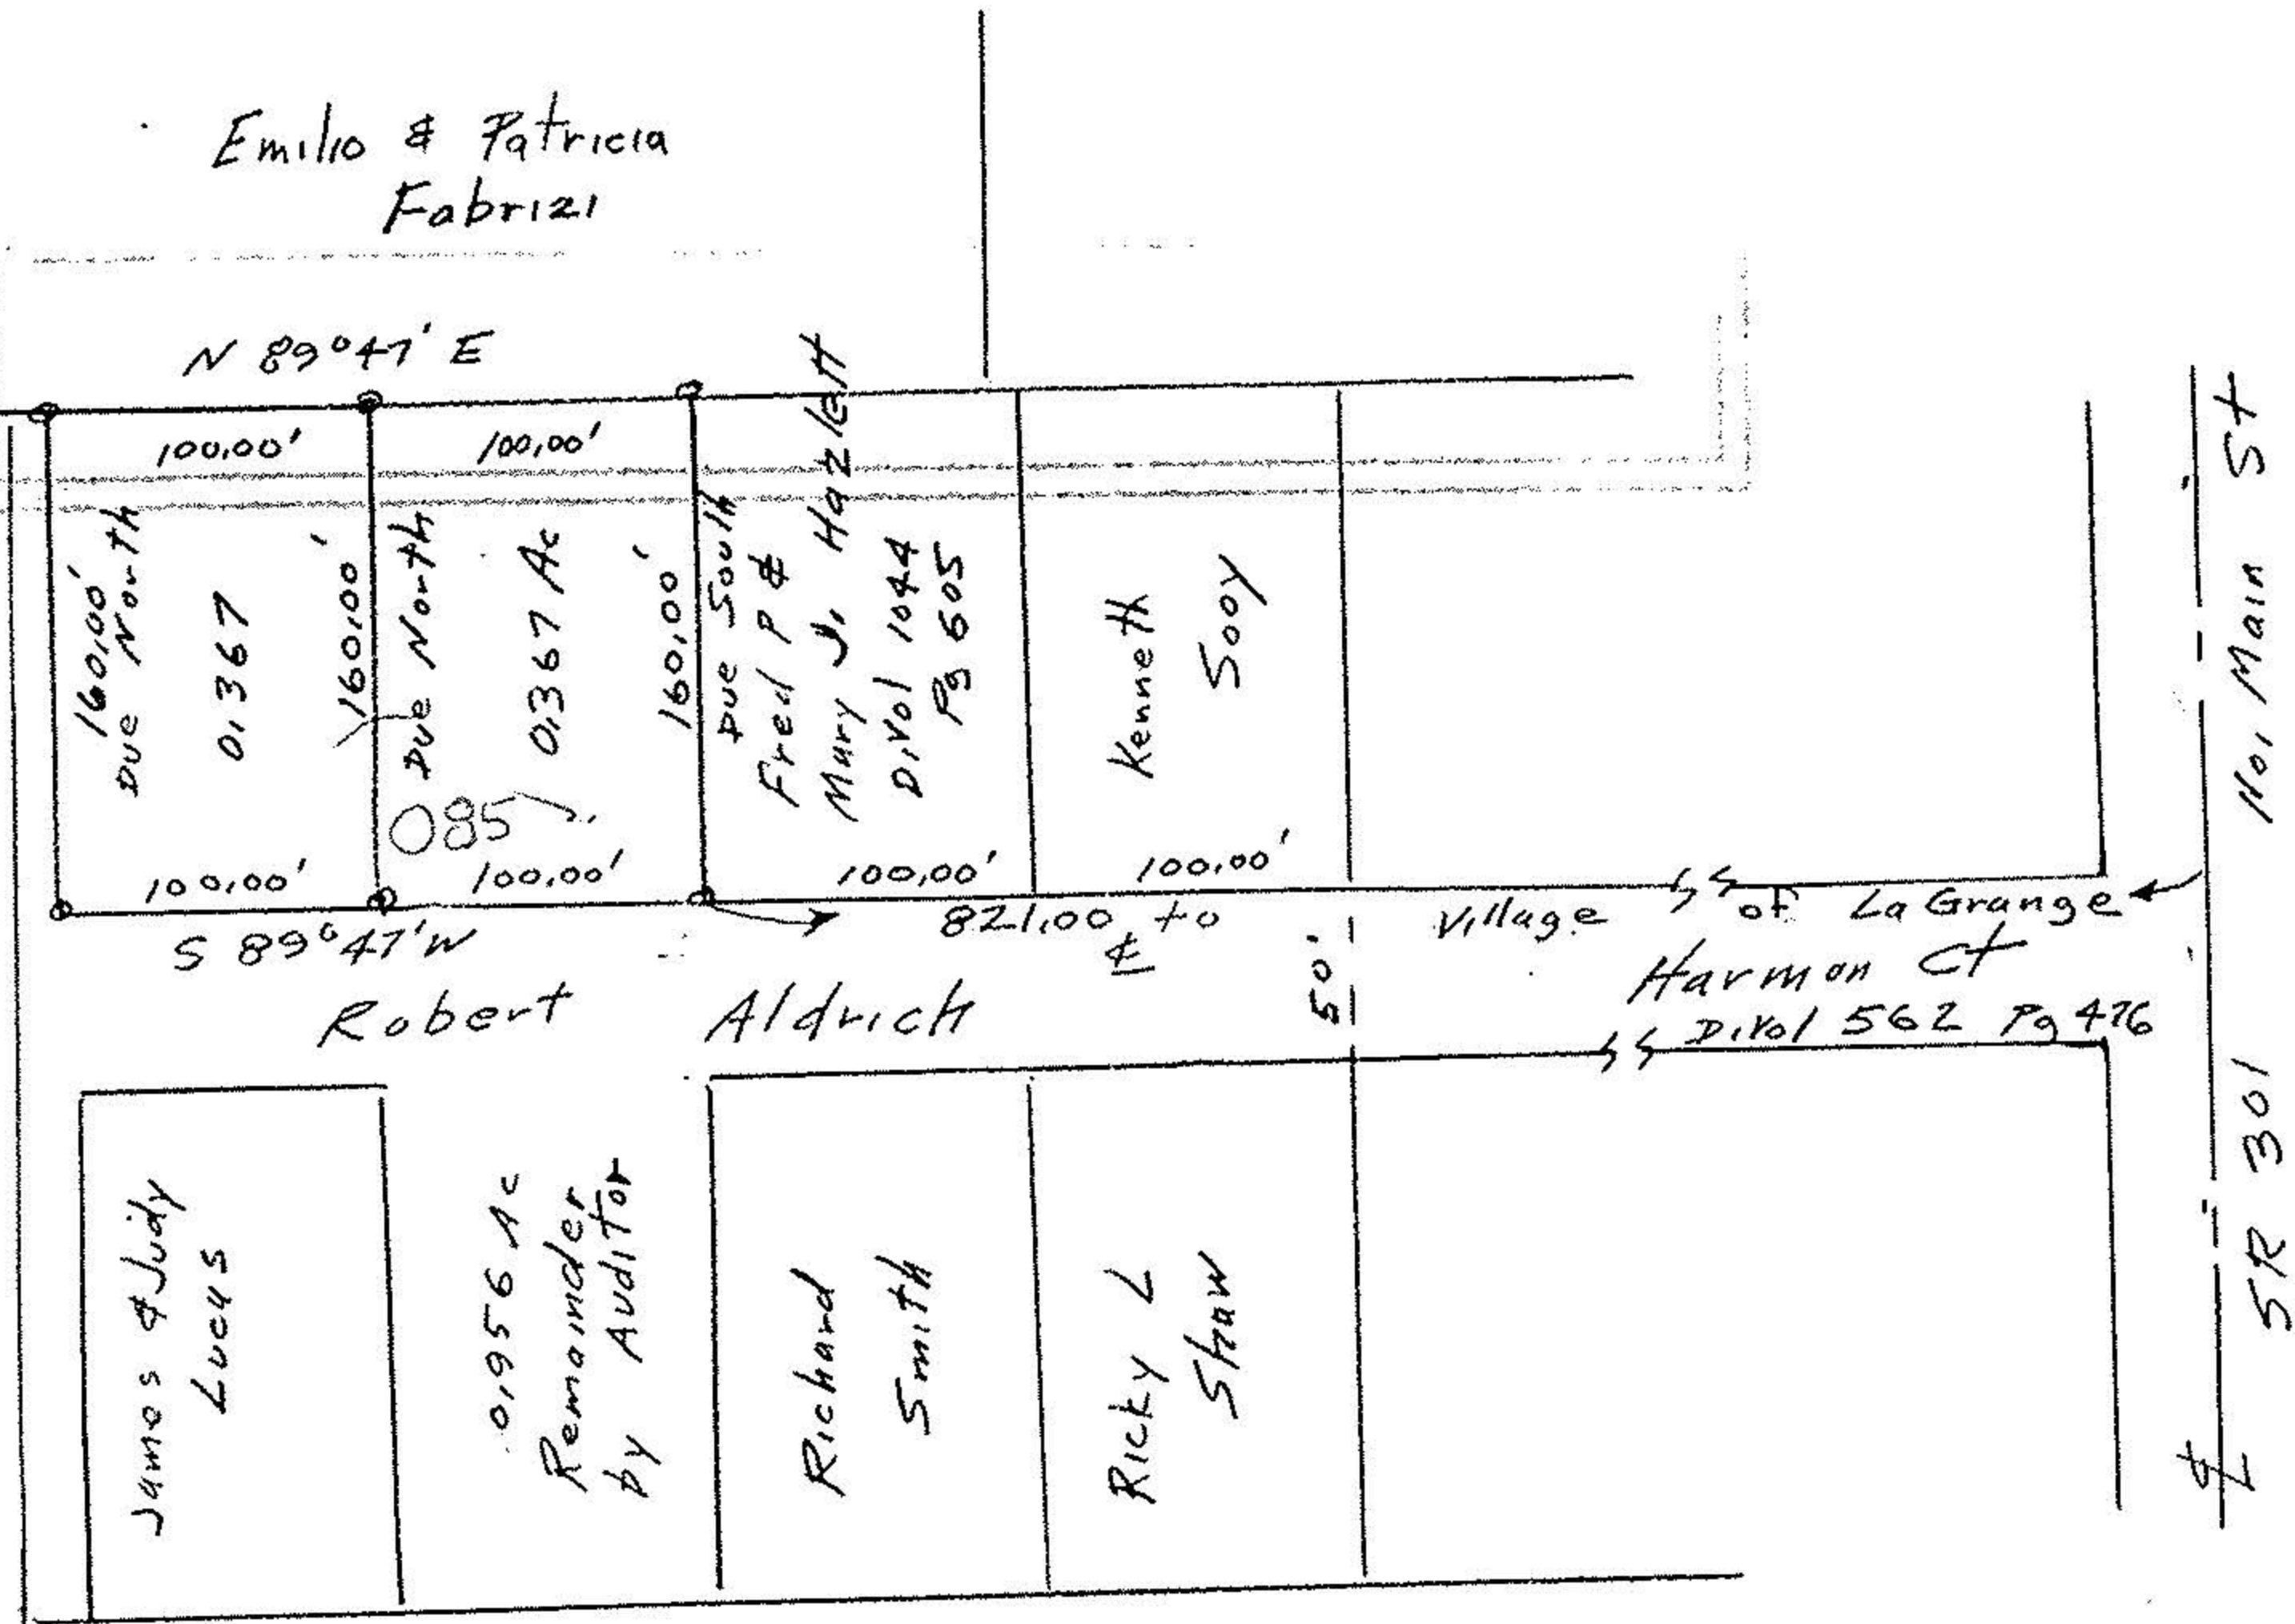 Emilio & Patricia
Fabrizi
N 89°47' E
100.00'
100.00'
160.00'
Due North
0.367
160.00'
Due North
0.367 Ac
160.00'
Due South
Fred P &
Mary J. Hazlett
D.Vol 1044
Pg 605
Kenneth
Sooy
085
100.00'
100.00'
100.00'
100.00'
S 89°47'W
821.00 to
℄
Village of LaGrange
50'
Harmon Ct
D.Vol 562 Pg 476
Robert Aldrich
No. Main St
SR 301
℄
James & Judy
Lucas
0.956 Ac
Remainder
by Auditor
Richard
Smith
Ricky L
Shaw